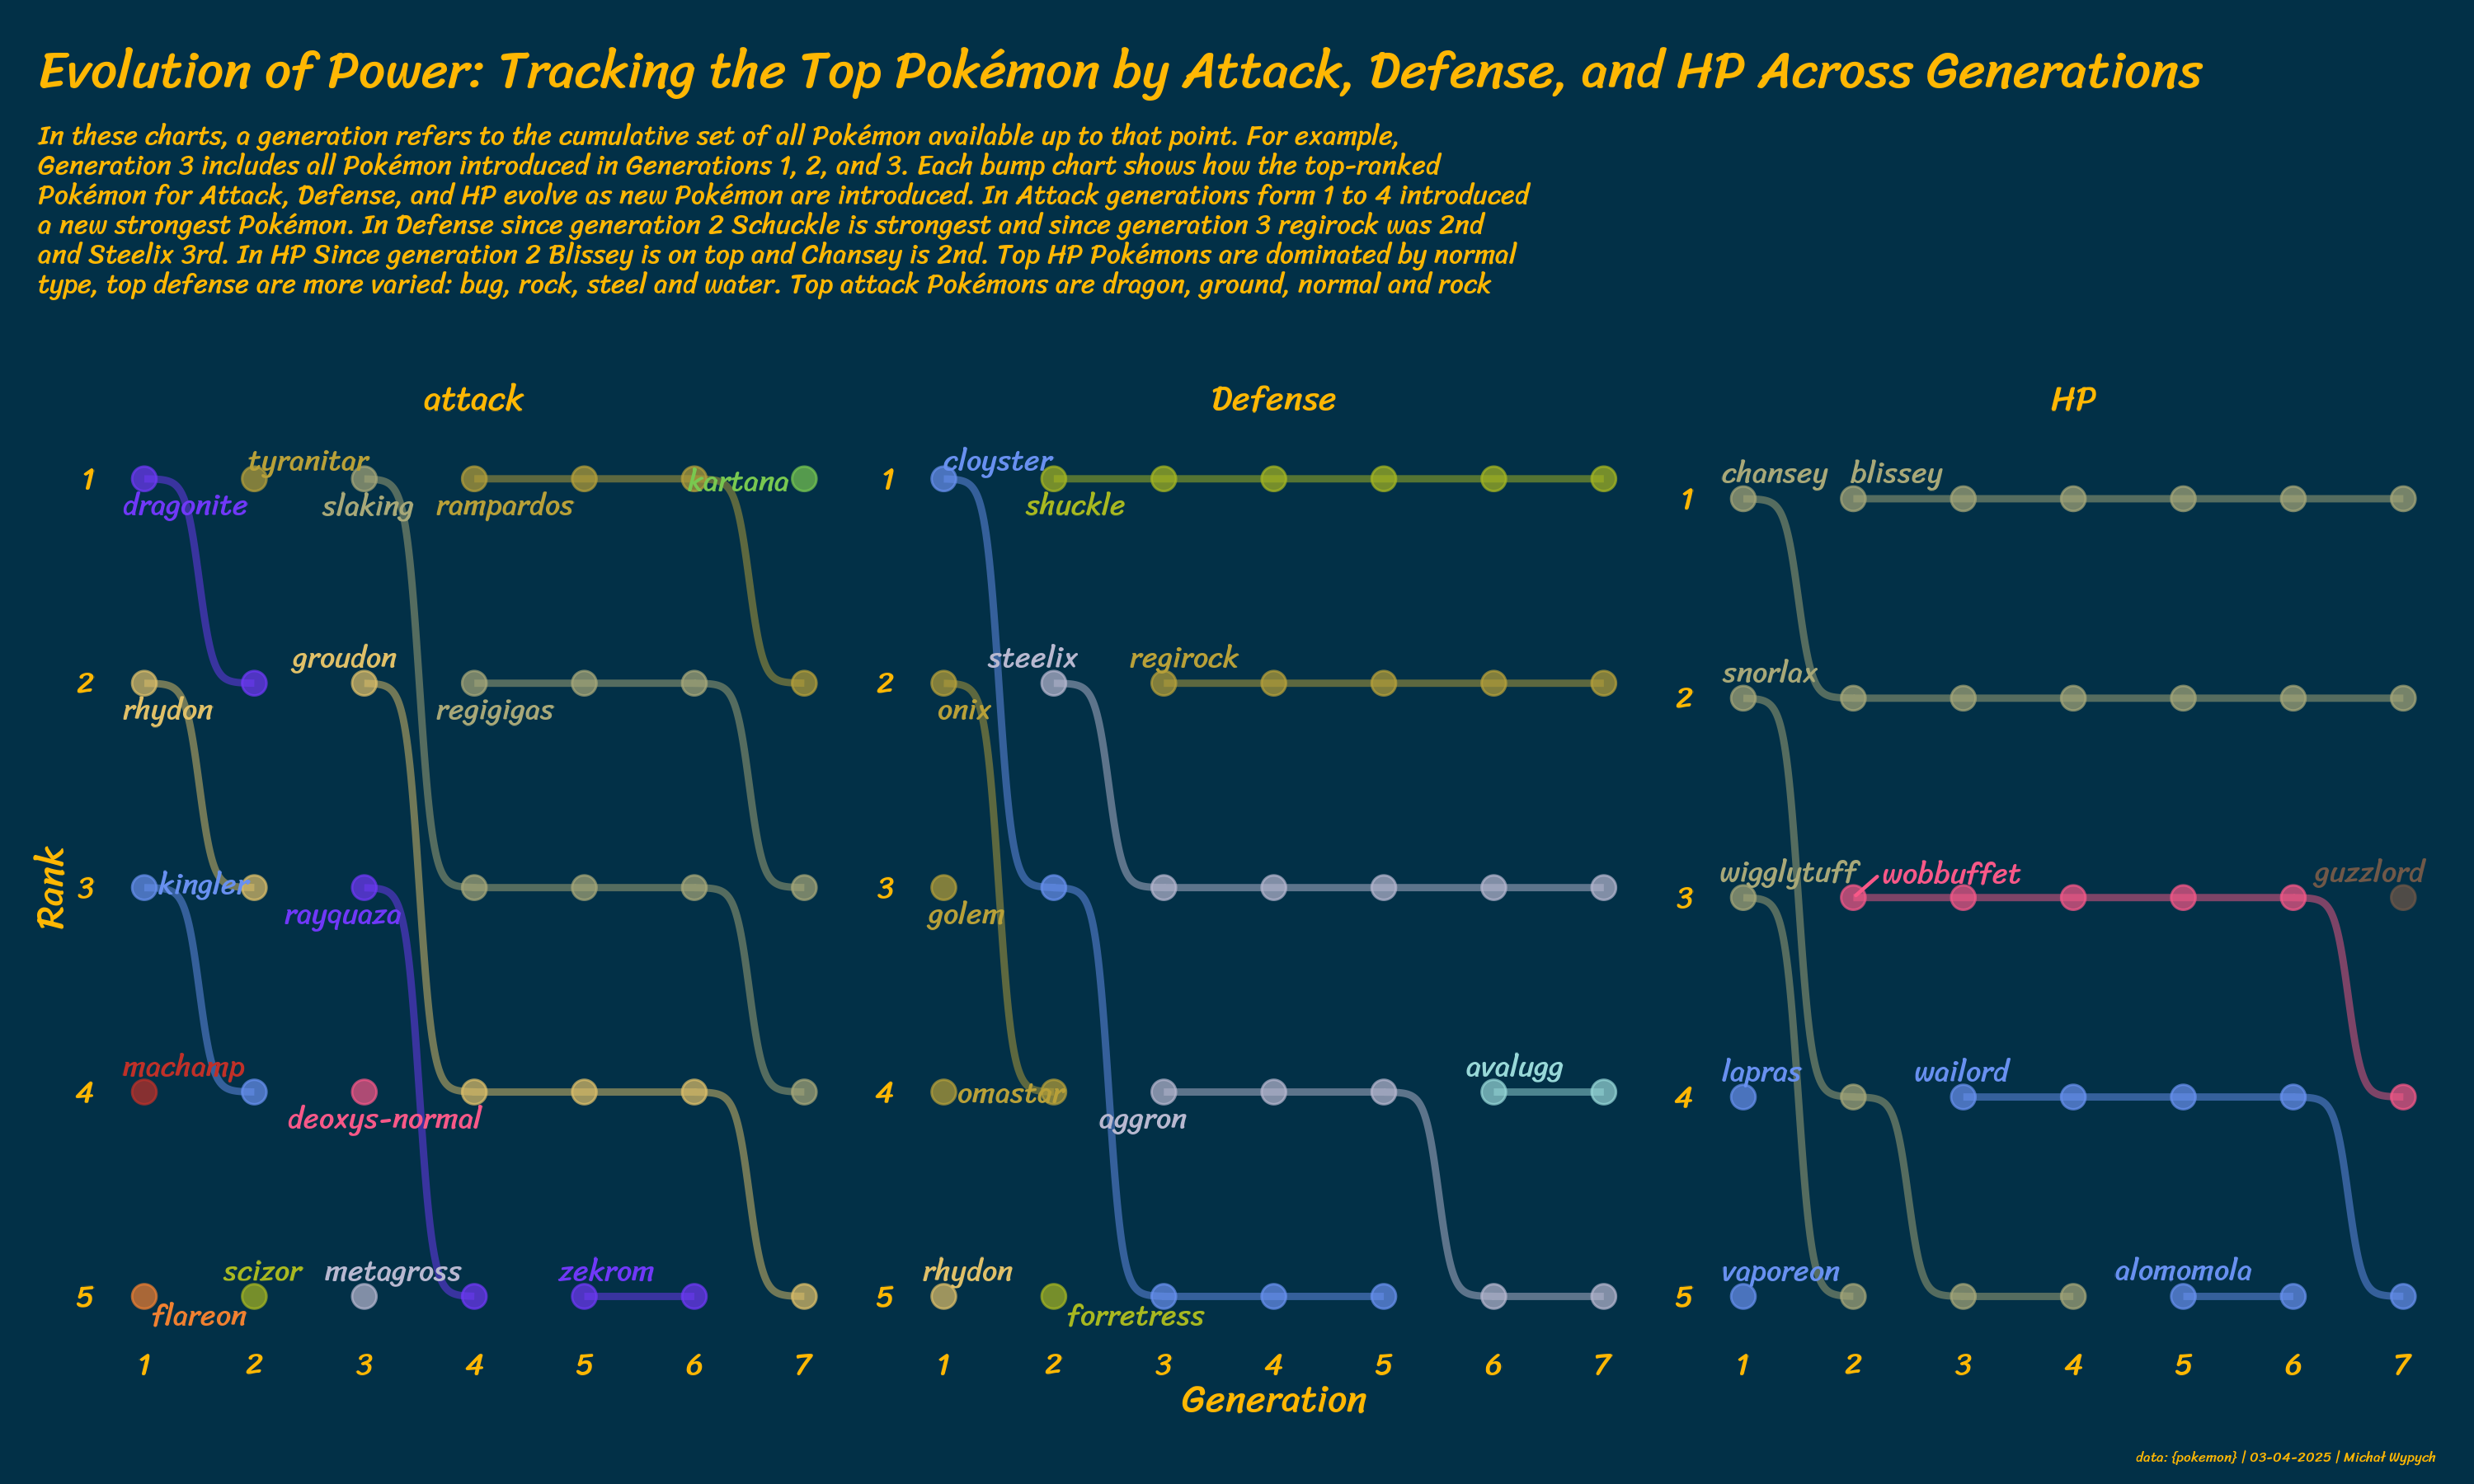 Evolution of Power: Tracking the Top Pokémon by Attack, Defense, and HP Across Generations
In these charts, a generation refers to the cumulative set of all Pokémon available up to that point. For example,
Generation 3 includes all Pokémon introduced in Generations 1, 2, and 3. Each bump chart shows how the top-ranked
Pokémon for Attack, Defense, and HP evolve as new Pokémon are introduced. In Attack generations form 1 to 4 introduced
a new strongest Pokémon. In Defense since generation 2 Schuckle is strongest and since generation 3 regirock was 2nd
and Steelix 3rd. In HP Since generation 2 Blissey is on top and Chansey is 2nd. Top HP Pokémons are dominated by normal
type, top defense are more varied: bug, rock, steel and water. Top attack Pokémons are dragon, ground, normal and rock
Rank
attack
1
2
3
4
5
tyranitar
kartana
dragonite
slaking
rampardos
groudon
rhydon
regigigas
kingler
rayquaza
machamp
deoxys-normal
scizor
metagross
zekrom
flareon
1 2 3 4 5 6 7
Defense
1
2
3
4
5
cloyster
shuckle
steelix
regirock
onix
golem
omastar
avalugg
aggron
rhydon
forretress
1 2 3 4 5 6 7
HP
1
2
3
4
5
chansey
blissey
snorlax
wigglytuff
wobbuffet
guzzlord
lapras
wailord
vaporeon
alomomola
1 2 3 4 5 6 7
Generation
data: {pokemon} | 03-04-2025 | Michał Wypych